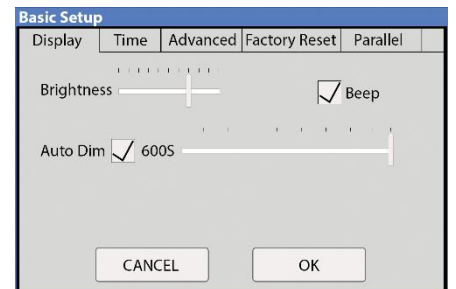 Basic Setup
Display Time Advanced Factory Reset Parallel
Brightness Beep
Auto Dim 600S
CANCEL OK